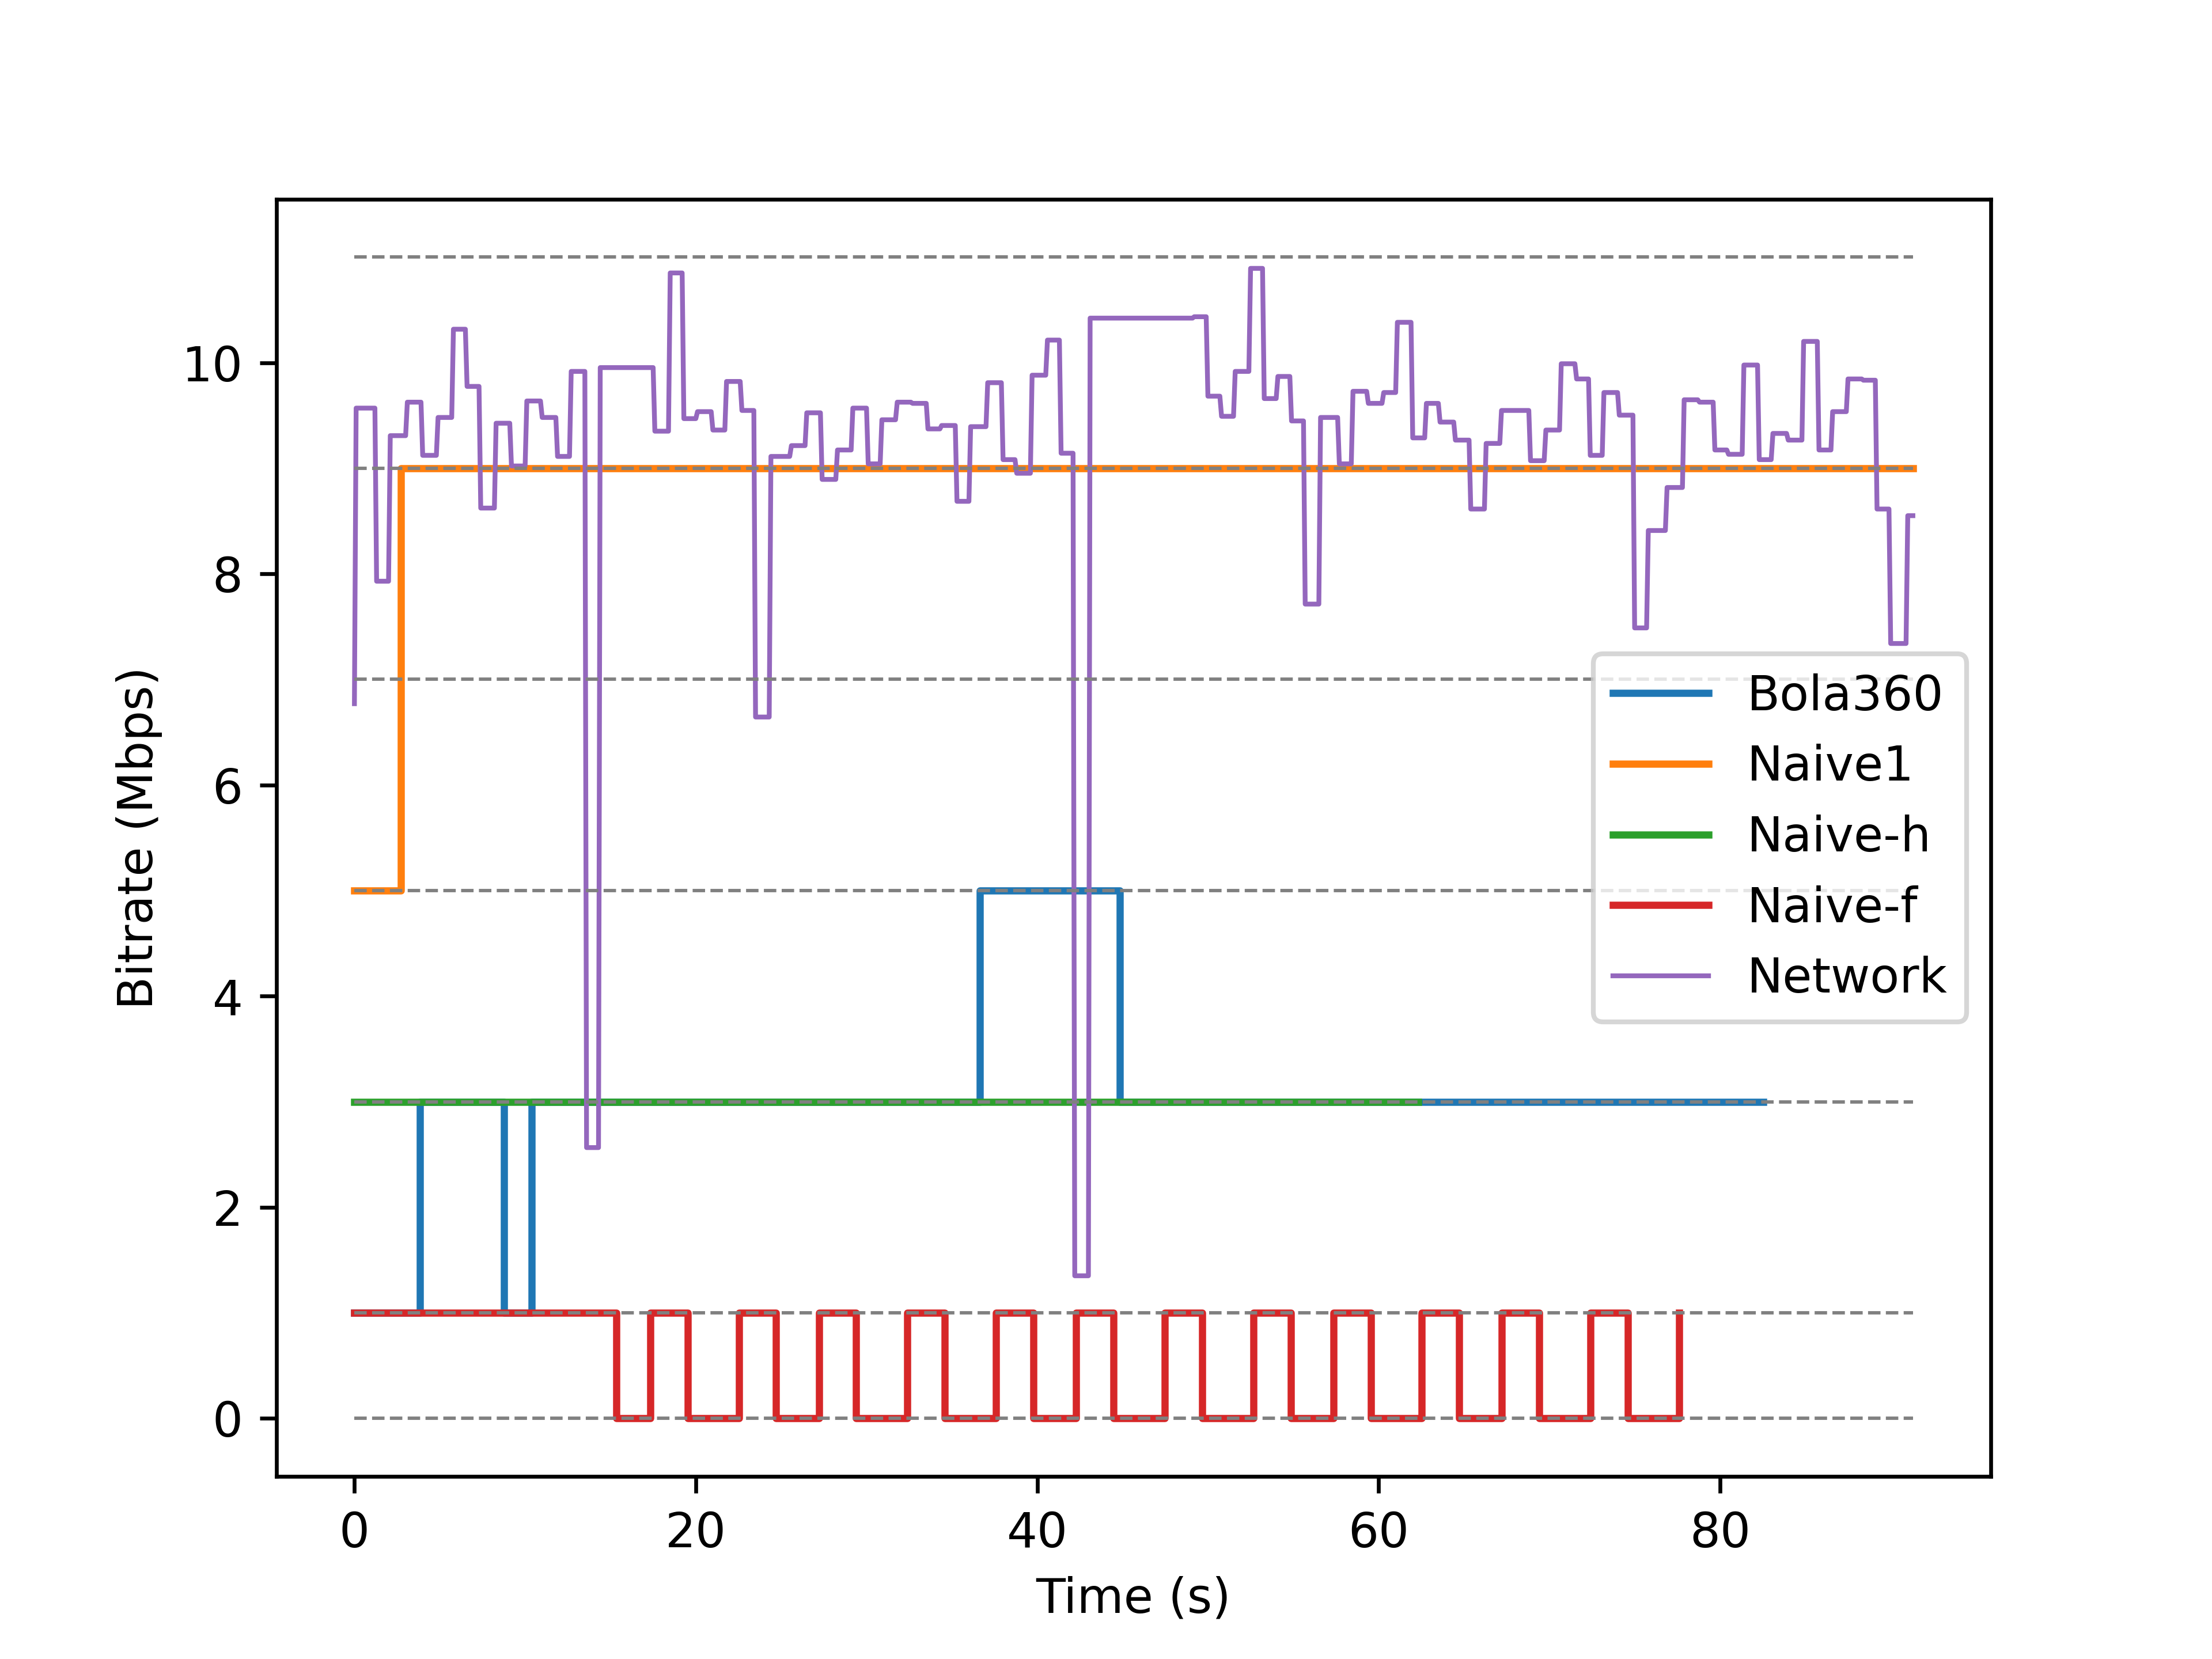 10
8
6
4
2
0
Bitrate (Mbps)
Bola360
Naive1
Naive-h
Naive-f
Network
0 20 40 60 80
Time (s)